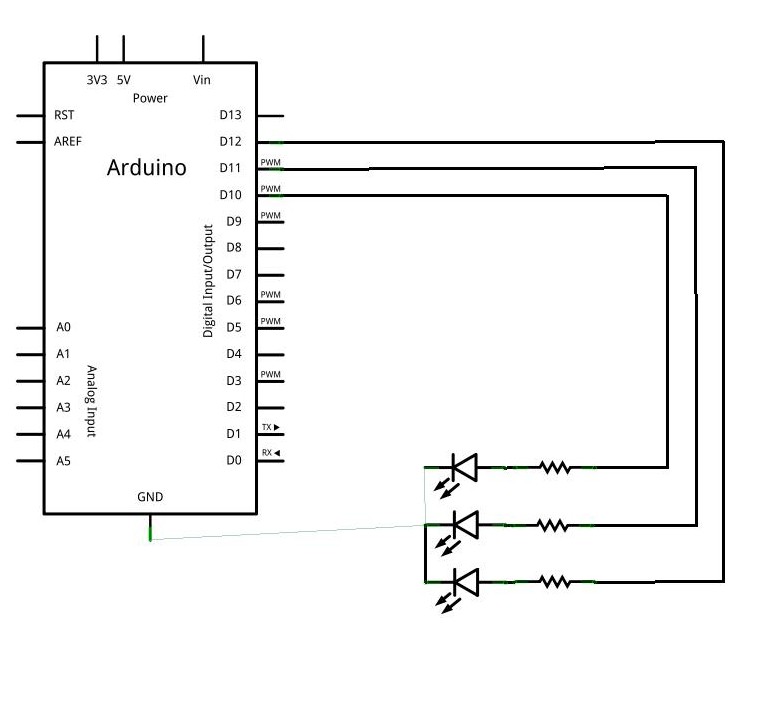 3V3 5V Vin
Power
RST D13
AREF D12
Arduino D11 PWM
D10 PWM
D9 PWM
D8
D7
D6 PWM
A0 D5 PWM
A1 D4
A2 D3 PWM
A3 D2
A4 D1 TX ▶
A5 D0 RX ◀
Digital Input/Output
Analog Input
GND